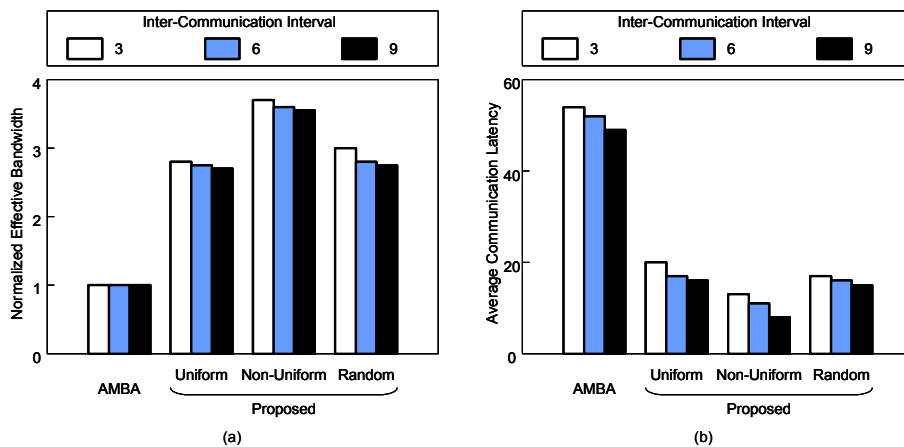 Inter-Communication Interval
3 6 9
Normalized Effective Bandwidth
4
3
2
1
0
AMBA
Uniform Non-Uniform Random
Proposed
(a)
Inter-Communication Interval
3 6 9
Average Communication Latency
60
40
20
0
AMBA
Uniform Non-Uniform Random
Proposed
(b)